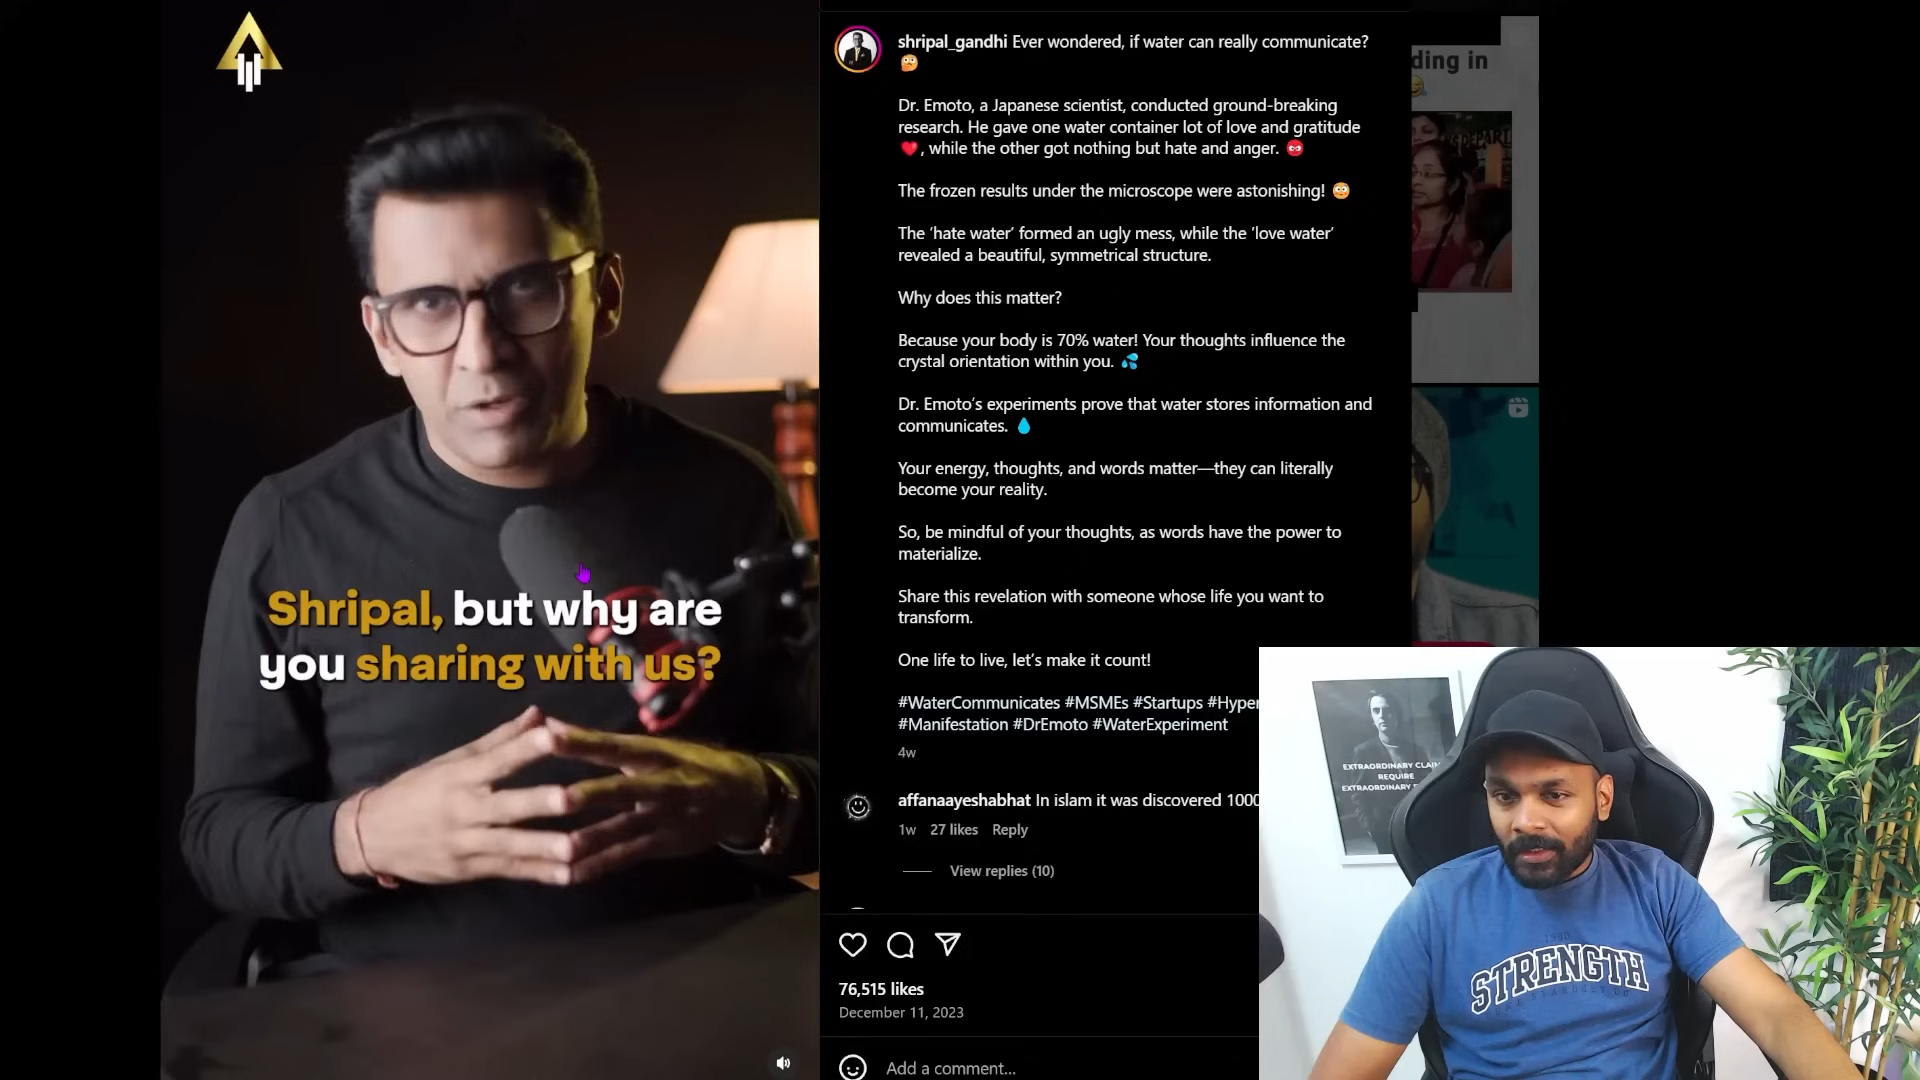 shripal_gandhi Ever wondered, if water can really communicate?
Dr. Emoto, a Japanese scientist, conducted ground-breaking
research. He gave one water container lot of love and gratitude
, while the other got nothing but hate and anger.
The frozen results under the microscope were astonishing!
The ‘hate water’ formed an ugly mess, while the ‘love water’
revealed a beautiful, symmetrical structure.
Why does this matter?
Because your body is 70% water! Your thoughts influence the
crystal orientation within you.
Dr. Emoto’s experiments prove that water stores information and
communicates.
Your energy, thoughts, and words matter—they can literally
become your reality.
So, be mindful of your thoughts, as words have the power to
materialize.
Share this revelation with someone whose life you want to
transform.
One life to live, let’s make it count!
#WaterCommunicates #MSMEs #Startups #Hyper
#Manifestation #DrEmoto #WaterExperiment
4w
affanaayeshabhat In islam it was discovered 1000
1w 27 likes Reply
View replies (10)
76,515 likes
December 11, 2023
Add a comment...
Shripal, but why are
you sharing with us?
ding in
EXTRAORDINARY CLAIM
REQUIRE
EXTRAORDINARY
1980
STRENGTH